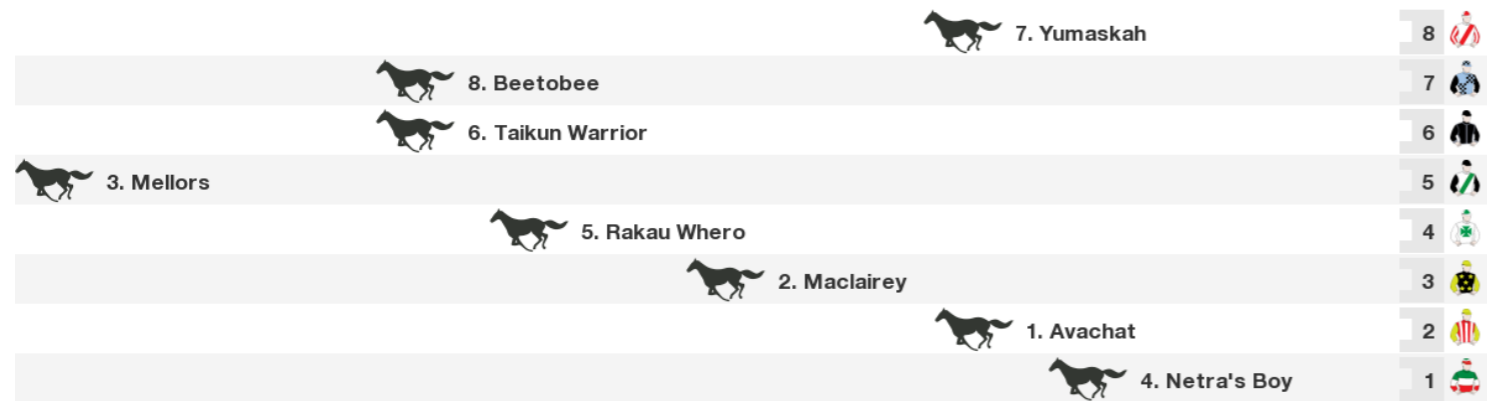 7. Yumaskah 8
8. Beetobee 7
6. Taikun Warrior 6
3. Mellors 5
5. Rakau Whero 4
2. Maclairey 3
1. Avachat 2
4. Netra's Boy 1